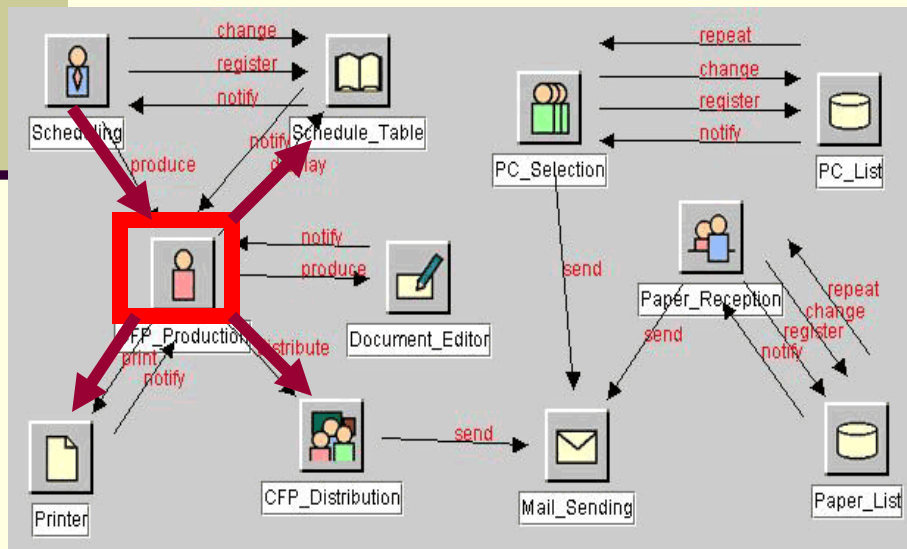 change
register
notify
Scheduling
Schedule_Table
produce
notify
display
repeat
change
register
notify
PC_Selection
PC_List
notify
produce
Document_Editor
send
Paper_Reception
repeat
change
register
notify
send
FP_Production
print
notify
distribute
send
Printer
CFP_Distribution
Mail_Sending
Paper_List